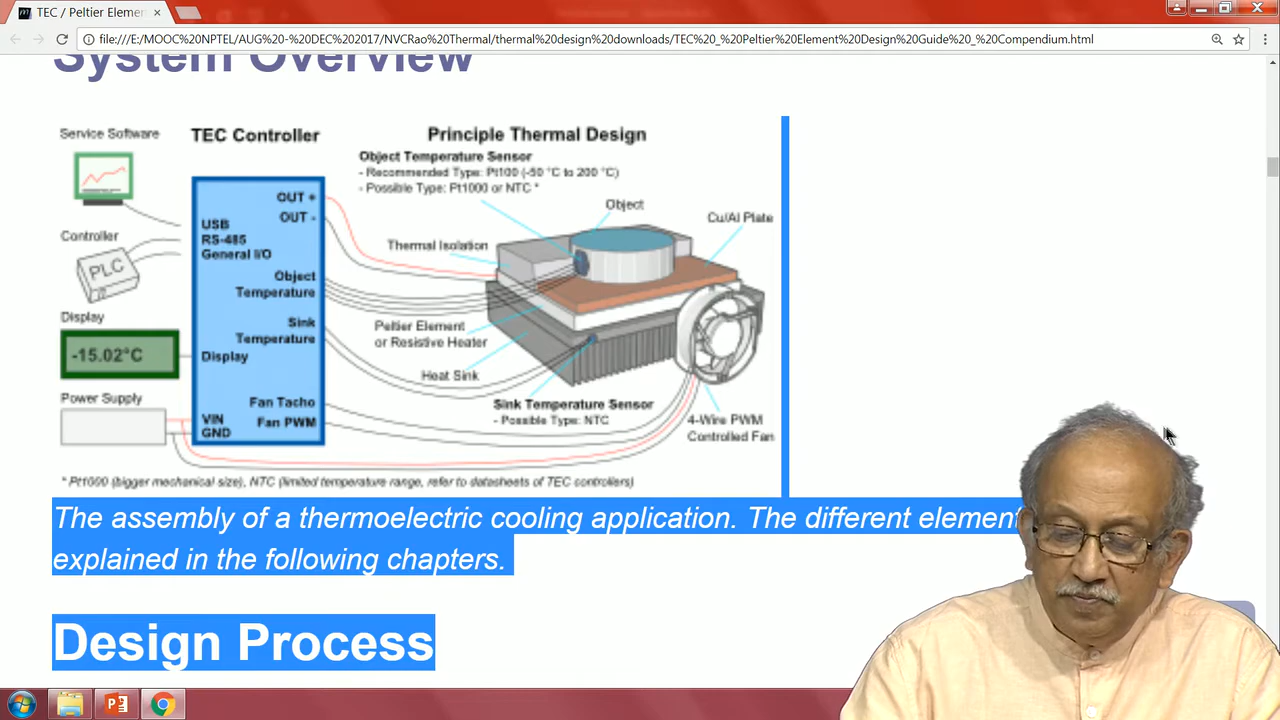 TEC / Peltier Elemen
file:///E:/MOOC%20NPTEL/AUG%20-%20DEC%202017/NVCRao%20Thermal/thermal%20design%20downloads/TEC%20_%20Peltier%20Element%20Design%20Guide%20_%20Compendium.html
System Overview
Service Software
TEC Controller
Principle Thermal Design
Object Temperature Sensor
- Recommended Type: Pt100 (-50 °C to 200 °C)
- Possible Type: Pt1000 or NTC *
OUT +
OUT -
Object
Cu/Al Plate
USB
RS-485
General I/O
Controller
PLC
Thermal Isolation
Object
Temperature
Display
Sink
Temperature
Peltier Element
or Resistive Heater
-15.02°C
Display
Heat Sink
Power Supply
Fan Tacho
Fan PWM
VIN
GND
Sink Temperature Sensor
- Possible Type: NTC
4-Wire PWM
Controlled Fan
* Pt1000 (bigger mechanical size), NTC (limited temperature range, refer to datasheets of TEC controllers)
The assembly of a thermoelectric cooling application. The different element
explained in the following chapters.
Design Process